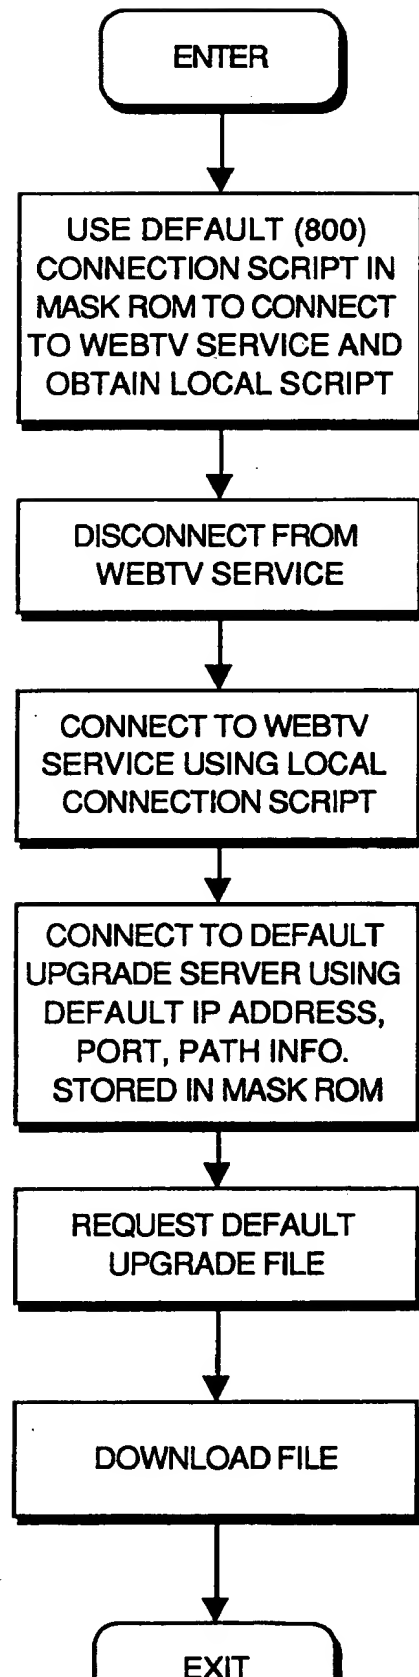 ENTER
USE DEFAULT (800)
CONNECTION SCRIPT IN
MASK ROM TO CONNECT
TO WEBTV SERVICE AND
OBTAIN LOCAL SCRIPT
DISCONNECT FROM
WEBTV SERVICE
CONNECT TO WEBTV
SERVICE USING LOCAL
CONNECTION SCRIPT
CONNECT TO DEFAULT
UPGRADE SERVER USING
DEFAULT IP ADDRESS,
PORT, PATH INFO.
STORED IN MASK ROM
REQUEST DEFAULT
UPGRADE FILE
DOWNLOAD FILE
EXIT